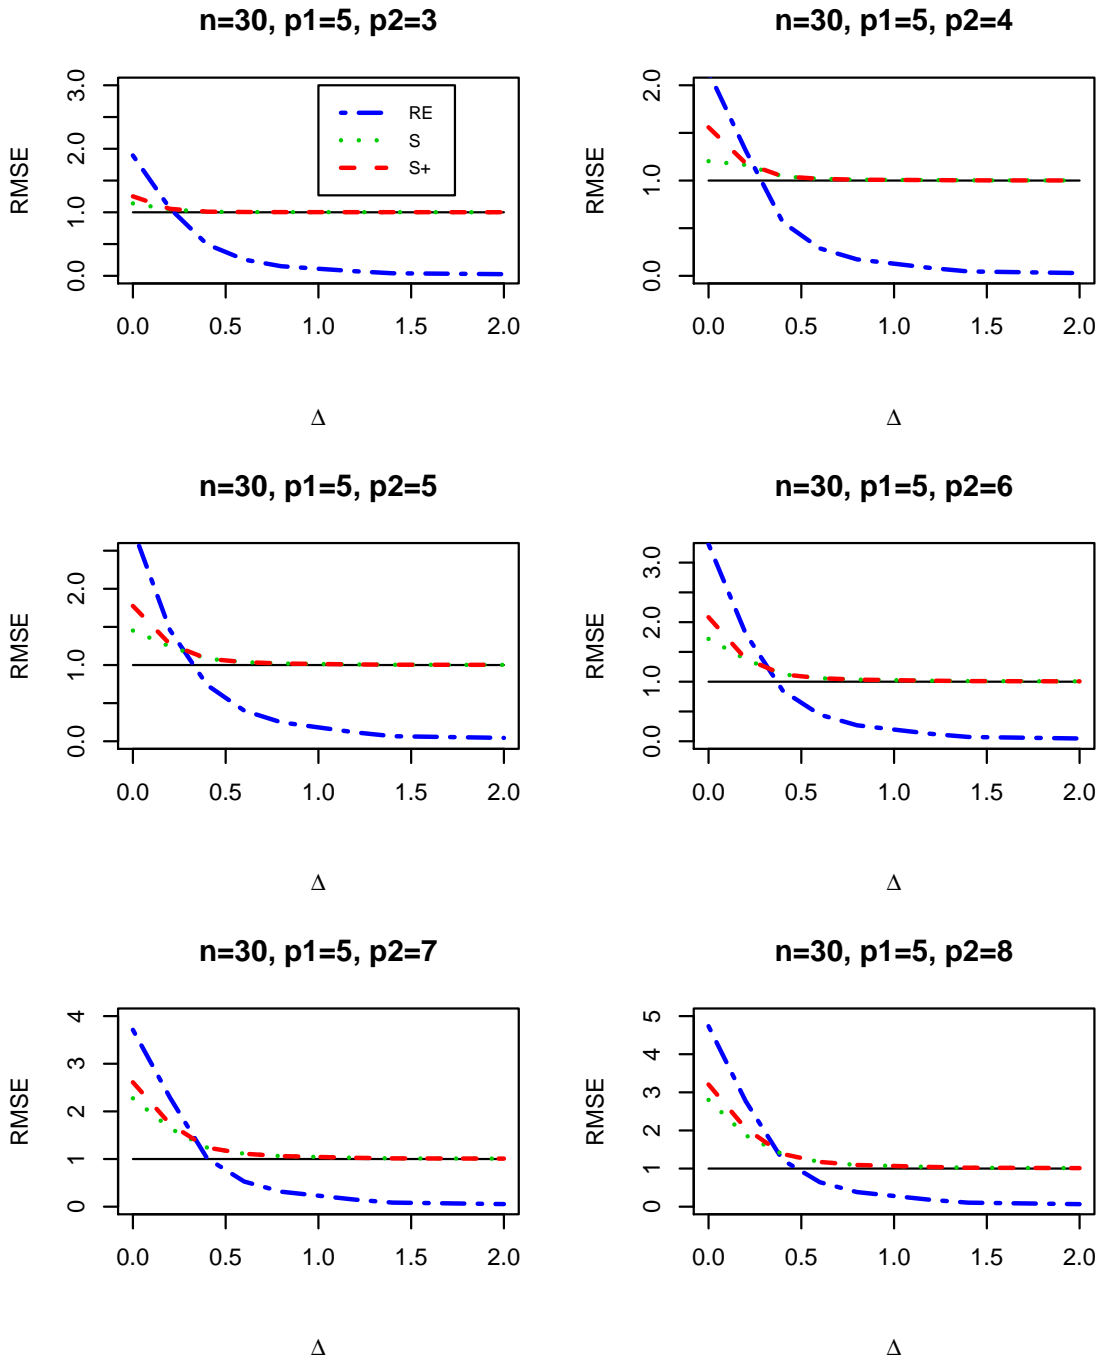 n=30, p1=5, p2=3
n=30, p1=5, p2=4
RMSE
3.0
2.0
1.0
0.0
RE
S
S+
0.0 0.5 1.0 1.5 2.0
Δ
RMSE
2.0
1.0
0.0
0.0 0.5 1.0 1.5 2.0
Δ
n=30, p1=5, p2=5
n=30, p1=5, p2=6
RMSE
2.0
1.0
0.0
0.0 0.5 1.0 1.5 2.0
Δ
RMSE
3.0
2.0
1.0
0.0
0.0 0.5 1.0 1.5 2.0
Δ
n=30, p1=5, p2=7
n=30, p1=5, p2=8
RMSE
4
3
2
1
0
0.0 0.5 1.0 1.5 2.0
Δ
RMSE
5
4
3
2
1
0
0.0 0.5 1.0 1.5 2.0
Δ